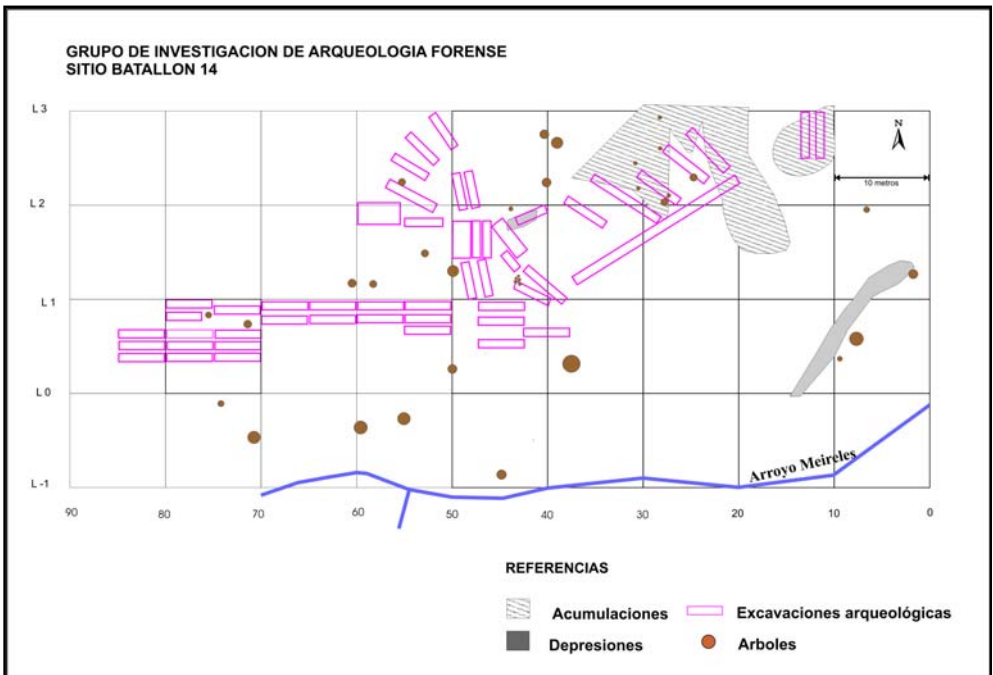 GRUPO DE INVESTIGACION DE ARQUEOLOGIA FORENSE
SITIO BATALLON 14
L 3
N
10 metros
L 2
L 1
L 0
Arroyo Meireles
L -1
90 80 70 60 50 40 30 20 10 0
REFERENCIAS
Acumulaciones Excavaciones arqueológicas
Depresiones Arboles